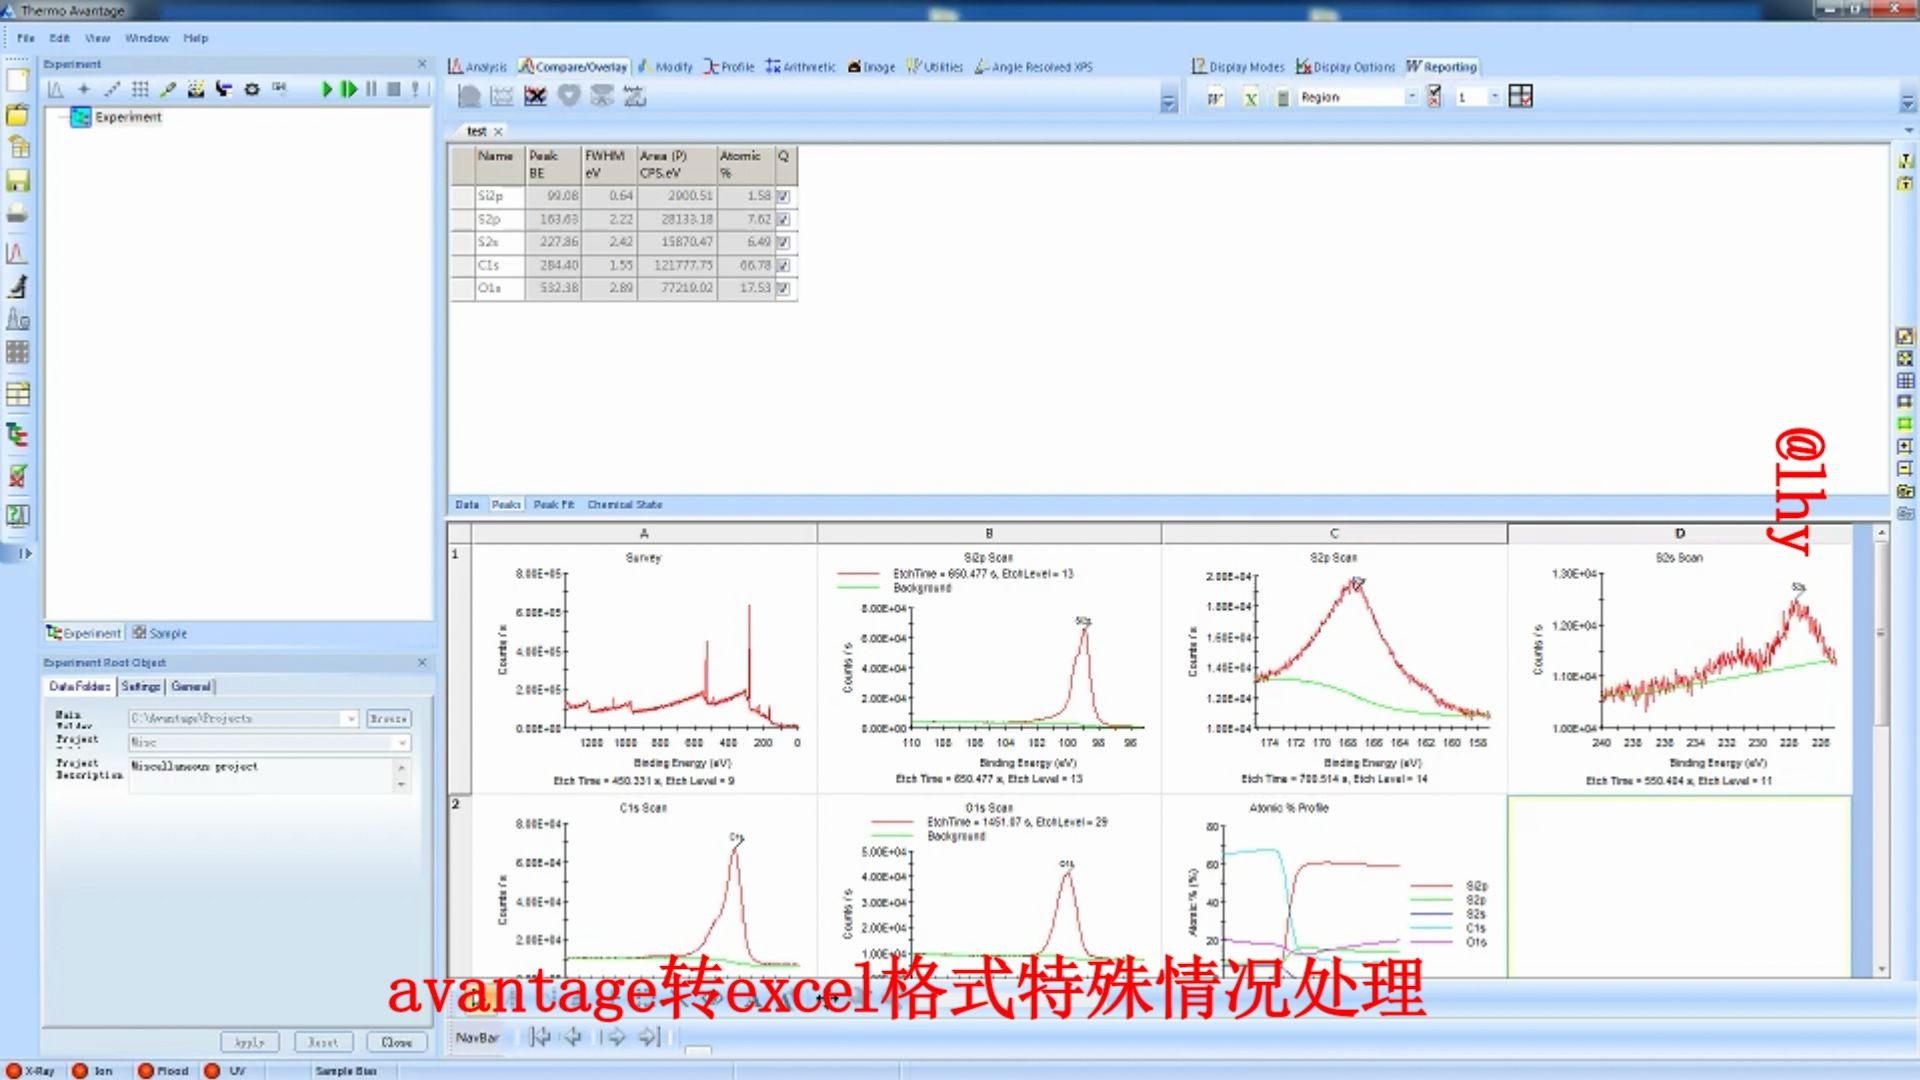 Thermo Avantage
File Edit View Window Help
Experiment
Experiment
Experiment Sample
Experiment Root Object
Data Folders Settings General
Main
C:\Avantage\Projects
Browse
Project
Misc
Project
Description
Miscellaneous project
Apply Reset Close
X-Ray Ion Flood UV Sample Bias
Analysis Compare/Overlay Modify Profile Arithmetic Image Utilities Angle Resolved XPS
Display Modes Display Options Reporting
Region 1
test
Name Peak BE FWHM eV Area (P) CPS.eV Atomic % Q
Si2p 99.08 0.64 2900.51 1.58
S2p 163.63 2.22 28133.18 7.62
S2s 227.86 2.42 15870.47 6.49
C1s 284.40 1.55 121777.75 66.78
O1s 532.38 2.89 77219.02 17.53
Data Peaks Peak Fit Chemical State
@lhy
A B C D
1
Survey
8.00E+05
6.00E+05
4.00E+05
2.00E+05
0.00E+00
Counts / s
1200 1000 800 600 400 200 0
Binding Energy (eV)
Etch Time = 450.331 s, Etch Level = 9
Si2p Scan
EtchTime = 650.477 s, EtchLevel = 13
Background
8.00E+04
6.00E+04
4.00E+04
2.00E+04
0.00E+00
Counts / s
Si2p
110 108 106 104 102 100 98 96
Binding Energy (eV)
Etch Time = 650.477 s, Etch Level = 13
S2p Scan
2.00E+04
1.80E+04
1.60E+04
1.40E+04
1.20E+04
1.00E+04
Counts / s
174 172 170 168 166 164 162 160 158
Binding Energy (eV)
Etch Time = 700.514 s, Etch Level = 14
S2s Scan
1.30E+04
1.20E+04
1.10E+04
1.00E+04
Counts / s
S2s
240 238 236 234 232 230 228 226
Binding Energy (eV)
Etch Time = 550.404 s, Etch Level = 11
2
C1s Scan
8.00E+04
6.00E+04
4.00E+04
2.00E+04
Counts / s
C1s
O1s Scan
EtchTime = 1451.07 s, EtchLevel = 29
Background
5.00E+04
4.00E+04
3.00E+04
2.00E+04
1.00E+04
Counts / s
O1s
Atomic % Profile
80
60
40
20
Atomic % (%)
Si2p
S2p
S2s
C1s
O1s
avantage转excel格式特殊情况处理
NavBar